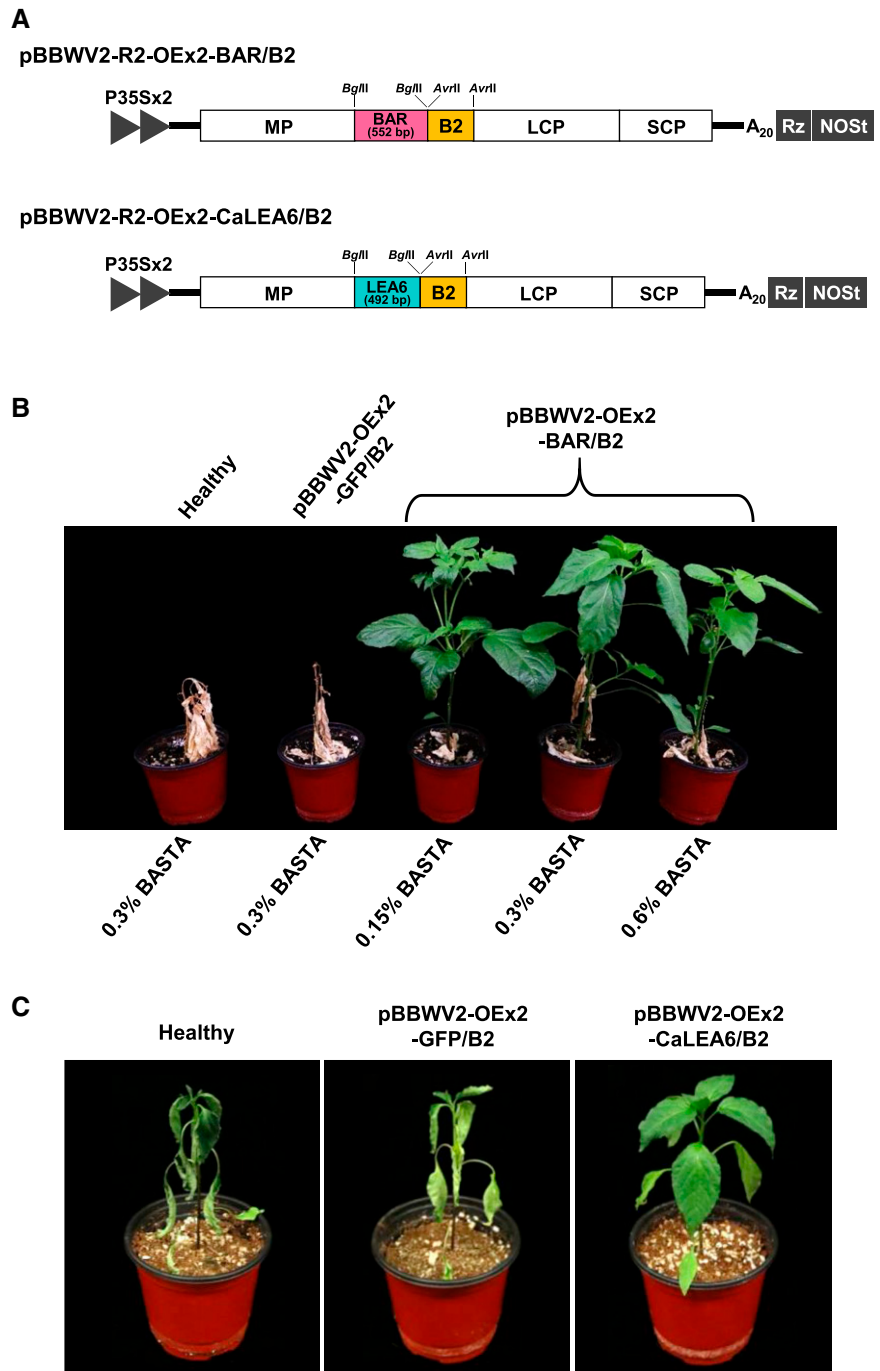 A
pBBWV2-R2-OEx2-BAR/B2
P35Sx2
BglII
BglII
AvrII
AvrII
MP
BAR
(552 bp)
B2
LCP
SCP
A20
Rz
NOSt
pBBWV2-R2-OEx2-CaLEA6/B2
P35Sx2
BglII
BglII
AvrII
AvrII
MP
LEA6
(492 bp)
B2
LCP
SCP
A20
Rz
NOSt
B
Healthy
pBBWV2-OEx2
-GFP/B2
pBBWV2-OEx2
-BAR/B2
0.3% BASTA
0.3% BASTA
0.15% BASTA
0.3% BASTA
0.6% BASTA
C
Healthy
pBBWV2-OEx2
-GFP/B2
pBBWV2-OEx2
-CaLEA6/B2